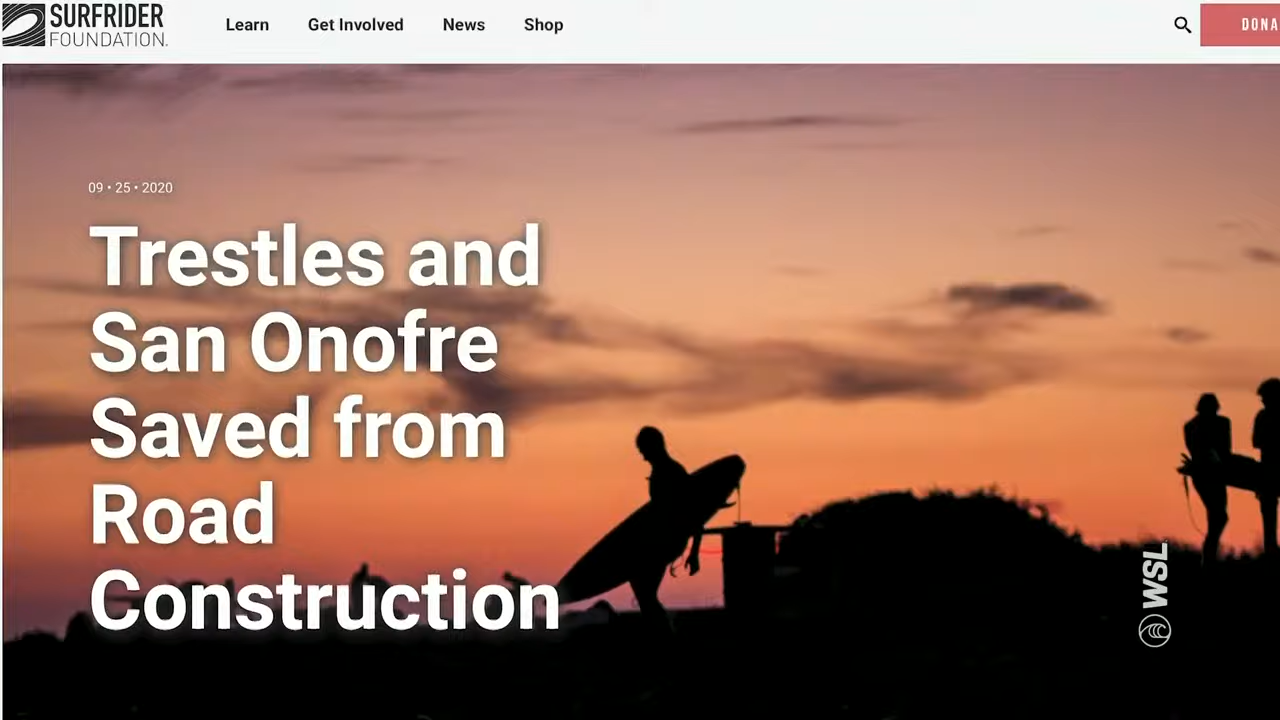 SURFRIDER
FOUNDATION.
Learn Get Involved News Shop
DONA
09 • 25 • 2020
Trestles and
San Onofre
Saved from
Road
Construction
WSL